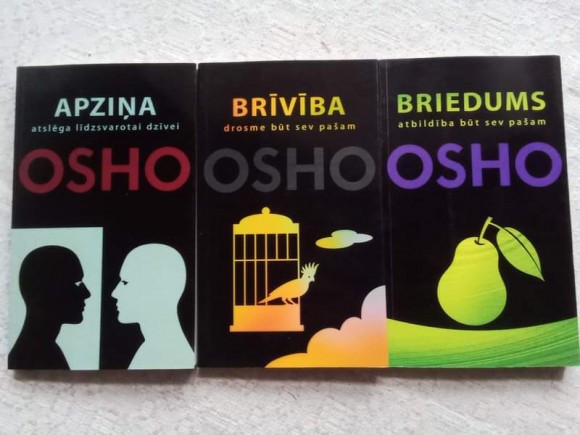 APZIŅA
atslēga līdzsvarotai dzīvei
OSHO
BRĪVĪBA
drosme būt sev pašam
OSHO
BRIEDUMS
atbildība būt sev pašam
OSHO